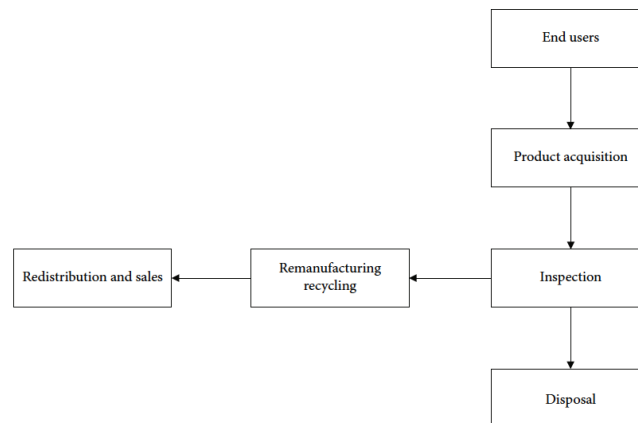 End users
Product acquisition
Redistribution and sales
Remanufacturing
recycling
Inspection
Disposal